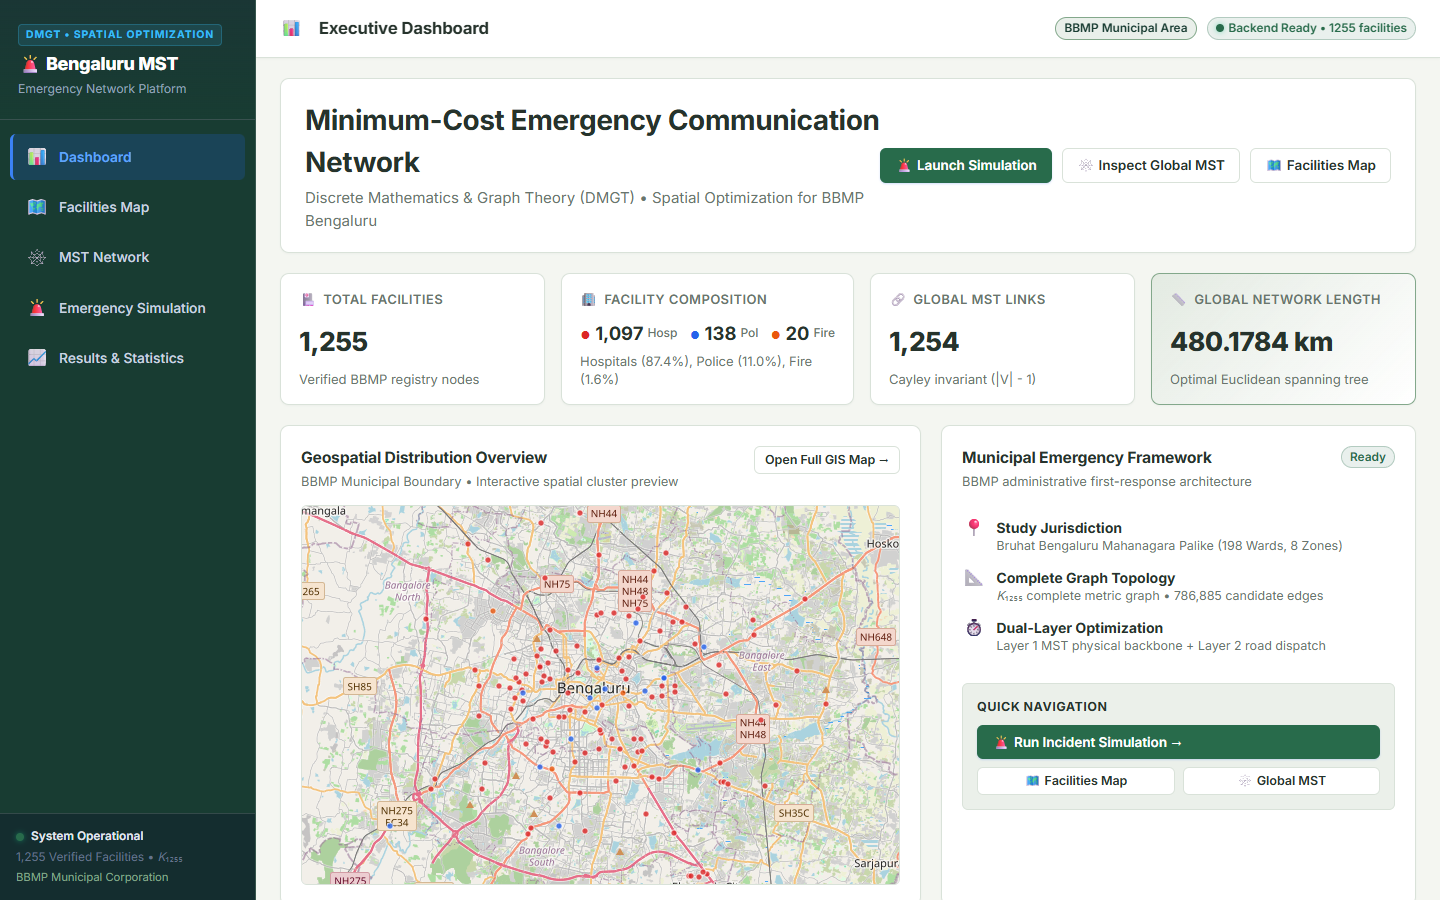 DMGT • SPATIAL OPTIMIZATION
Bengaluru MST
Emergency Network Platform
Dashboard
Facilities Map
MST Network
Emergency Simulation
Results & Statistics
System Operational
1,255 Verified Facilities • K₁₂₅₅
BBMP Municipal Corporation
Executive Dashboard
BBMP Municipal Area
Backend Ready • 1255 facilities
Minimum-Cost Emergency Communication
Network
Discrete Mathematics & Graph Theory (DMGT) • Spatial Optimization for BBMP
Bengaluru
Launch Simulation
Inspect Global MST
Facilities Map
TOTAL FACILITIES
1,255
Verified BBMP registry nodes
FACILITY COMPOSITION
1,097 Hosp 138 Pol 20 Fire
Hospitals (87.4%), Police (11.0%), Fire
(1.6%)
GLOBAL MST LINKS
1,254
Cayley invariant (|V| - 1)
GLOBAL NETWORK LENGTH
480.1784 km
Optimal Euclidean spanning tree
Geospatial Distribution Overview
BBMP Municipal Boundary • Interactive spatial cluster preview
Open Full GIS Map →
mangala
NH44
Hosko
NH75
NH44
NH48
NH75
265
Bangalore
North
NH648
Bangalore
East
SH85
Bengaluru
NH44
NH48
NH275
EC34
SH35C
Bangalore
South
Sarjapur
NH275
Municipal Emergency Framework
BBMP administrative first-response architecture
Ready
Study Jurisdiction
Bruhat Bengaluru Mahanagara Palike (198 Wards, 8 Zones)
Complete Graph Topology
K₁₂₅₅ complete metric graph • 786,885 candidate edges
Dual-Layer Optimization
Layer 1 MST physical backbone + Layer 2 road dispatch
QUICK NAVIGATION
Run Incident Simulation →
Facilities Map
Global MST